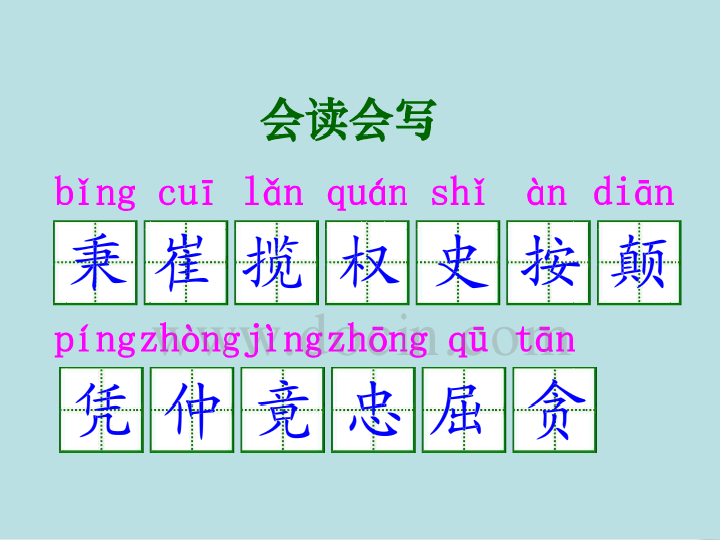 会读会写
bǐng cuī lǎn quán shǐ àn diān
秉崔揽权史按颠
píngzhòngjìngzhōng qū tān
www.docin.com
凭仲竟忠屈贪